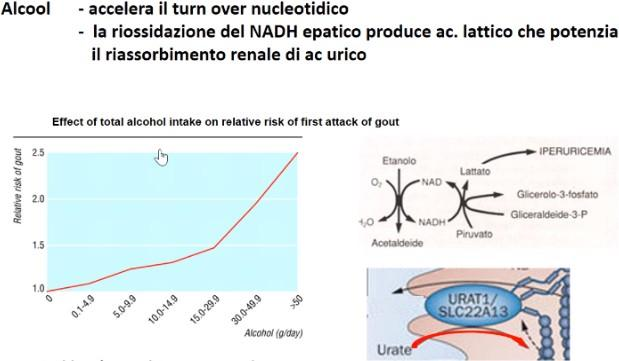 Alcool - accelera il turn over nucleotidico
- la riossidazione del NADH epatico produce ac. lattico che potenzia
il riassorbimento renale di ac urico
Effect of total alcohol intake on relative risk of first attack of gout
Relative risk of gout
2.5
2.0
1.5
1.0
0
0.1-4.9
5.0-9.9
10.0-14.9
15.0-29.9
30.0-49.9
>50
Alcohol (g/day)
Etanolo
O2
H2O
Acetaldeide
NAD
NADH
Lattato
Piruvato
IPERURICEMIA
Glicerolo-3-fosfato
Gliceraldeide-3-P
URAT1/
SLC22A13
Urate